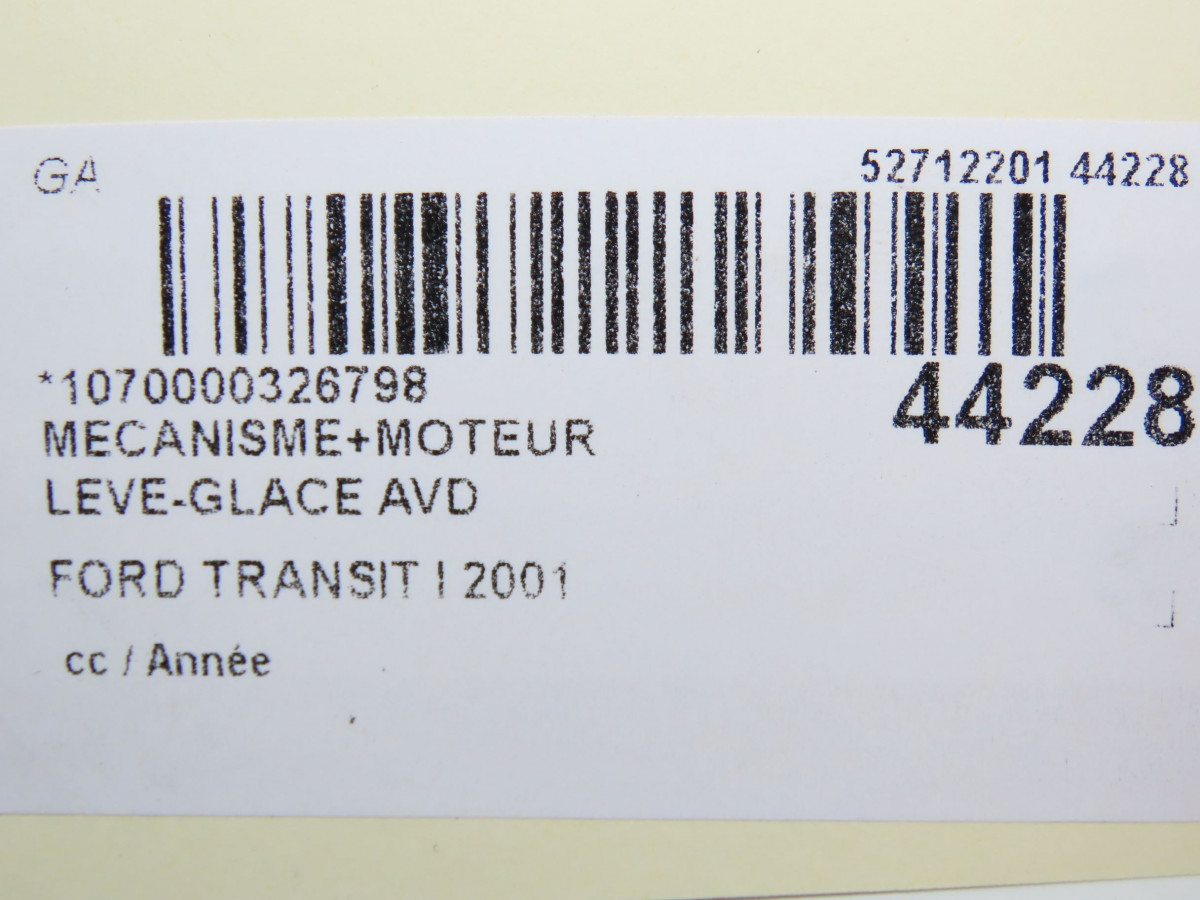 GA
52712201 44228
*1070000326798
44228
MECANISME+MOTEUR
LEVE-GLACE AVD
FORD TRANSIT I 2001
cc / Année